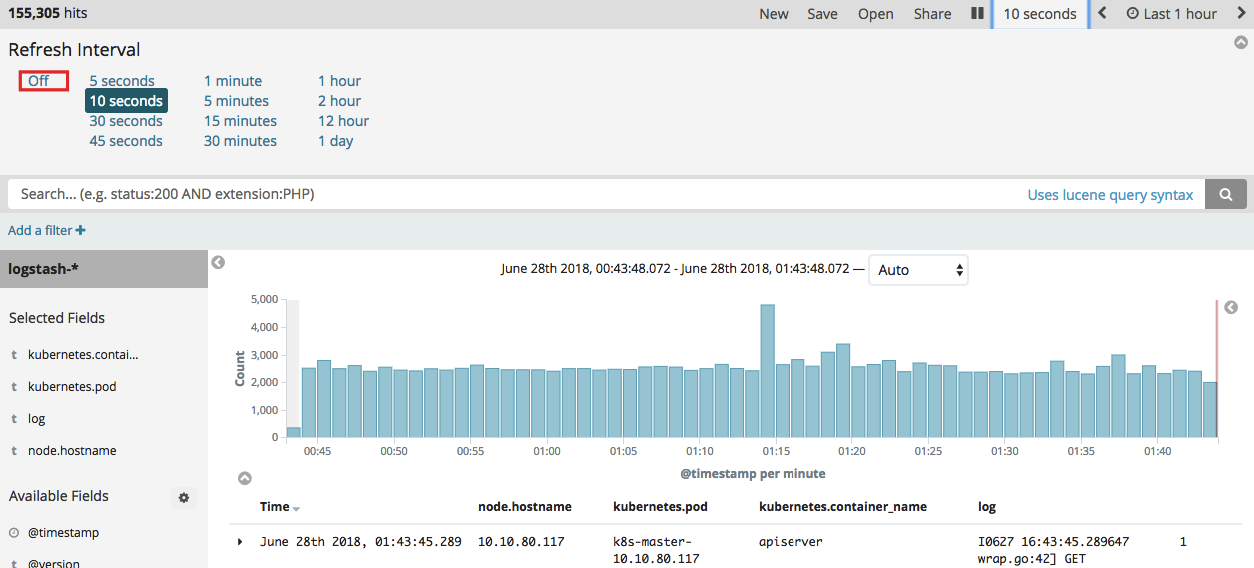 155,305 hits
New Save Open Share 10 seconds Last 1 hour
Refresh Interval
Off 5 seconds 1 minute 1 hour
10 seconds 5 minutes 2 hour
30 seconds 15 minutes 12 hour
45 seconds 30 minutes 1 day
Search... (e.g. status:200 AND extension:PHP) Uses lucene query syntax
Add a filter +
logstash-*
June 28th 2018, 00:43:48.072 - June 28th 2018, 01:43:48.072 — Auto
Selected Fields
t kubernetes.contai...
t kubernetes.pod
t log
t node.hostname
Available Fields
@timestamp
t @version
Count
5,000
4,000
3,000
2,000
1,000
0
00:45 00:50 00:55 01:00 01:05 01:10 01:15 01:20 01:25 01:30 01:35 01:40
@timestamp per minute
Time node.hostname kubernetes.pod kubernetes.container_name log
June 28th 2018, 01:43:45.289 10.10.80.117 k8s-master- apiserver I0627 16:43:45.289647 1
10.10.80.117 wrap.go:42] GET